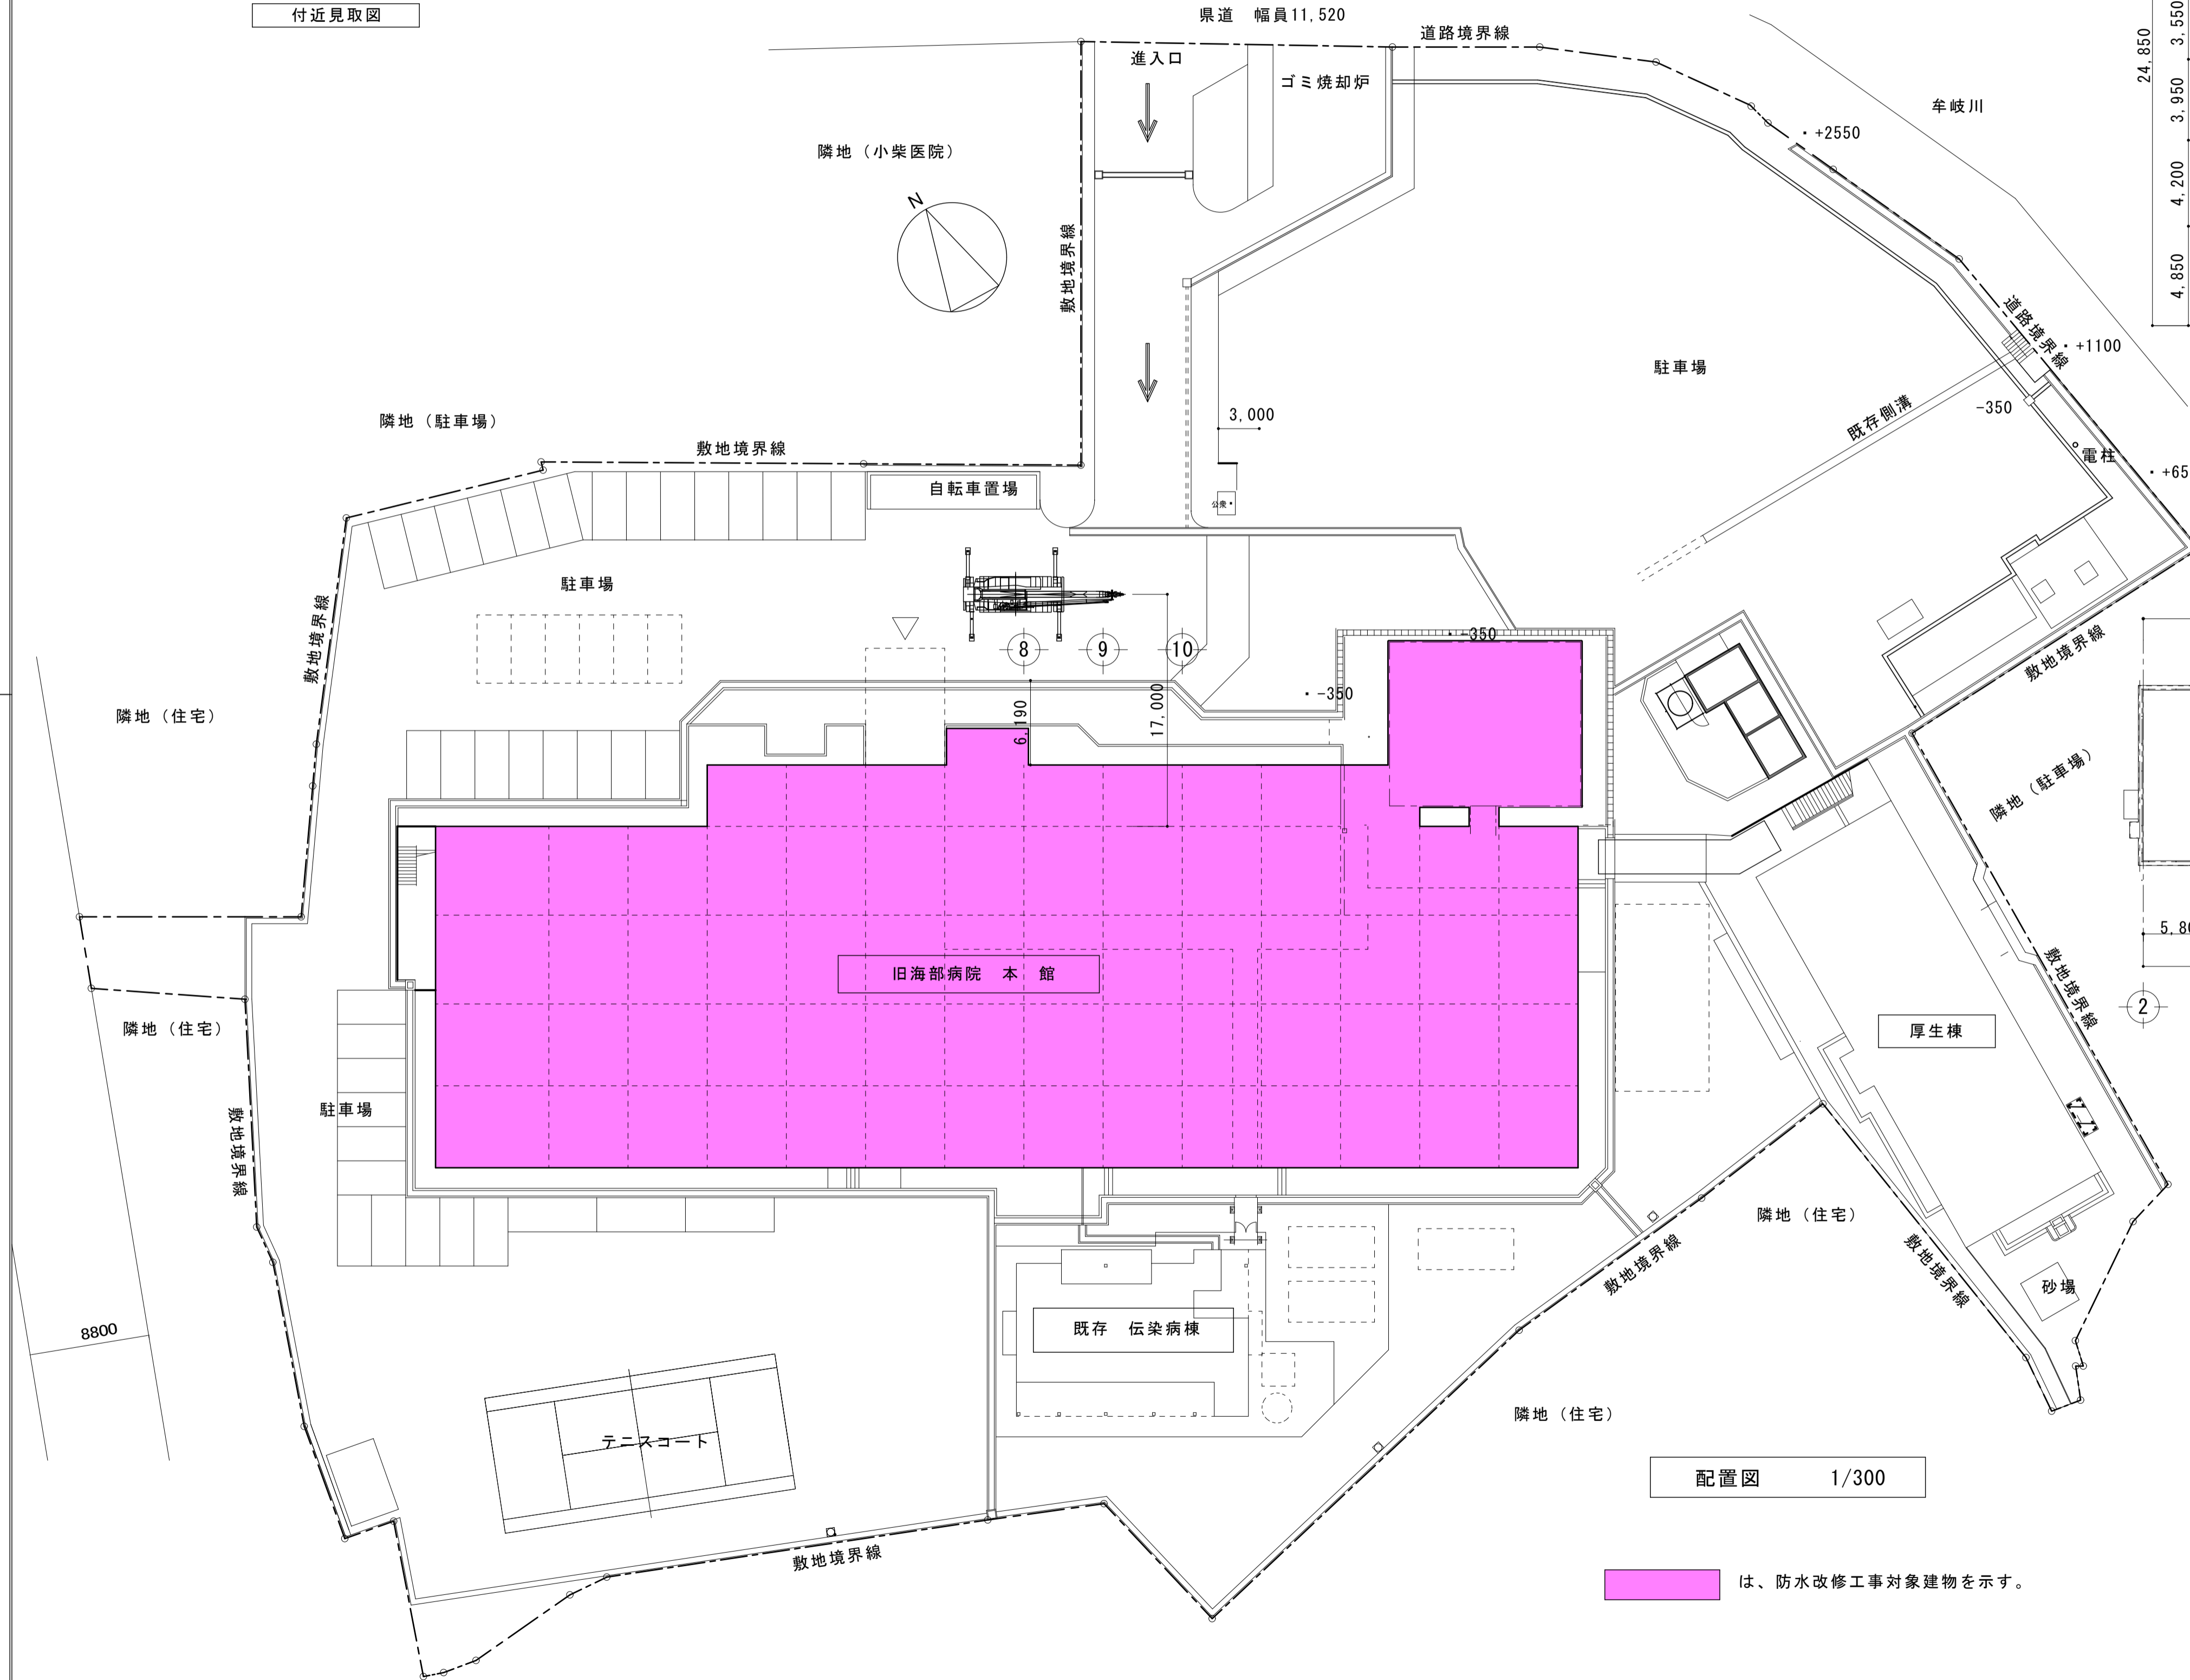 付近見取図
県道 幅員11,520
道路境界線
進入口
ゴミ焼却炉
24,850
3,550
3,950
4,200
4,850
牟岐川
+2550
隣地（小柴医院）
N
敷地境界線
道路境界線
+1100
駐車場
-350
既存側溝
3,000
隣地（駐車場）
敷地境界線
電柱
自転車置場
公衆
駐車場
敷地境界線
8
9
10
-350
-350
6,190
17,000
敷地境界線
隣地（住宅）
隣地（駐車場）
旧海部病院 本 館
敷地境界線
2
隣地（住宅）
厚生棟
駐車場
敷地境界線
隣地（住宅）
敷地境界線
敷地境界線
砂場
8800
既存 伝染病棟
隣地（住宅）
テニスコート
配置図 1/300
敷地境界線
は、防水改修工事対象建物を示す。